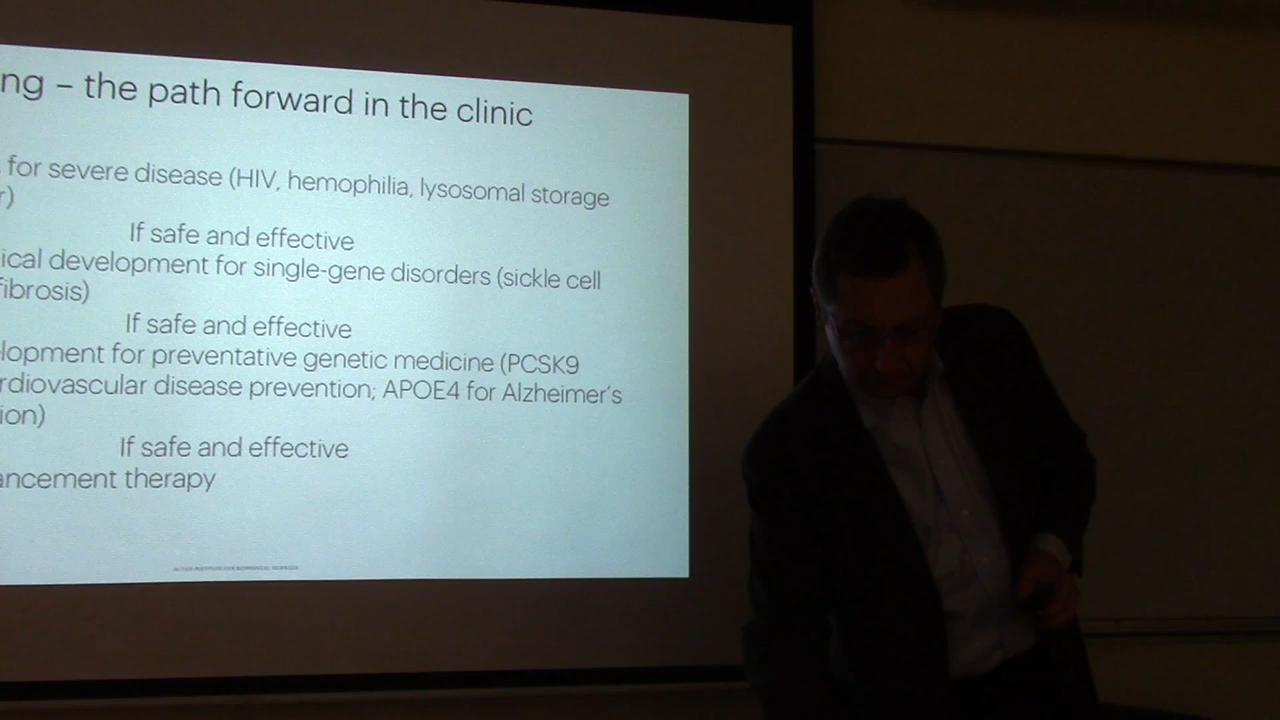 ng – the path forward in the clinic
for severe disease (HIV, hemophilia, lysosomal storage
r)
If safe and effective
ical development for single-gene disorders (sickle cell
fibrosis)
If safe and effective
lopment for preventative genetic medicine (PCSK9
rdiovascular disease prevention; APOE4 for Alzheimer's
ion)
If safe and effective
ancement therapy